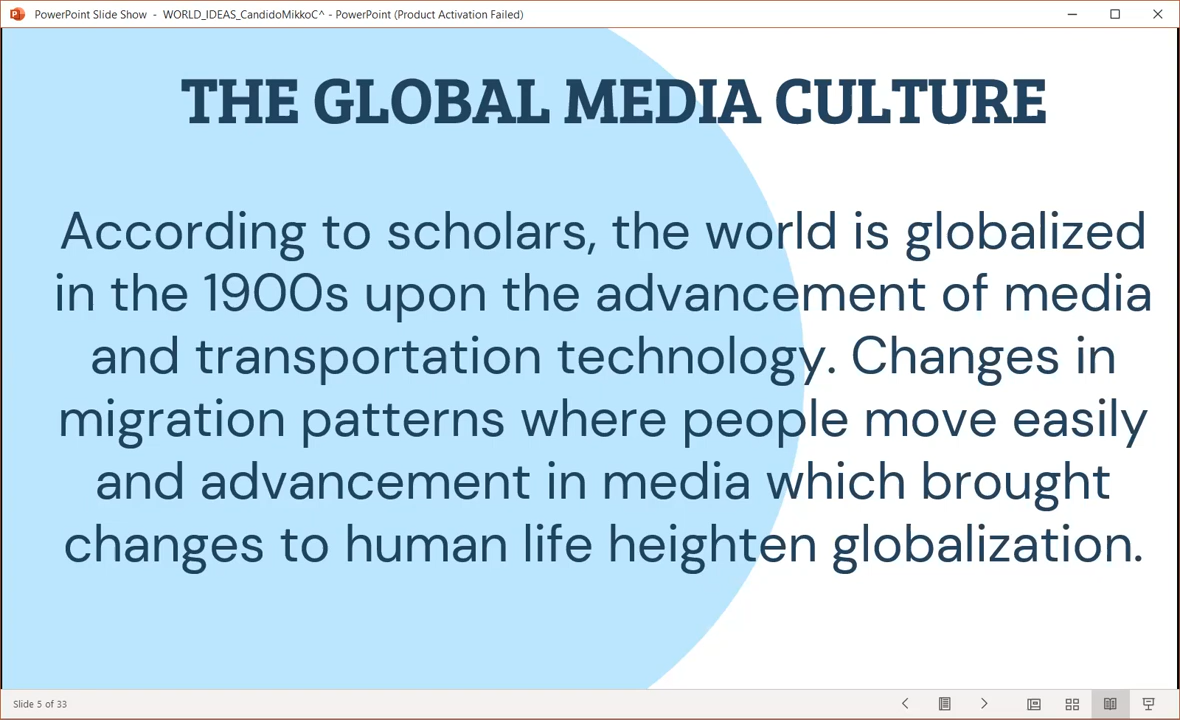 PowerPoint Slide Show - WORLD_IDEAS_CandidoMikkoC^ - PowerPoint (Product Activation Failed)
THE GLOBAL MEDIA CULTURE
According to scholars, the world is globalized
in the 1900s upon the advancement of media
and transportation technology. Changes in
migration patterns where people move easily
and advancement in media which brought
changes to human life heighten globalization.
Slide 5 of 33